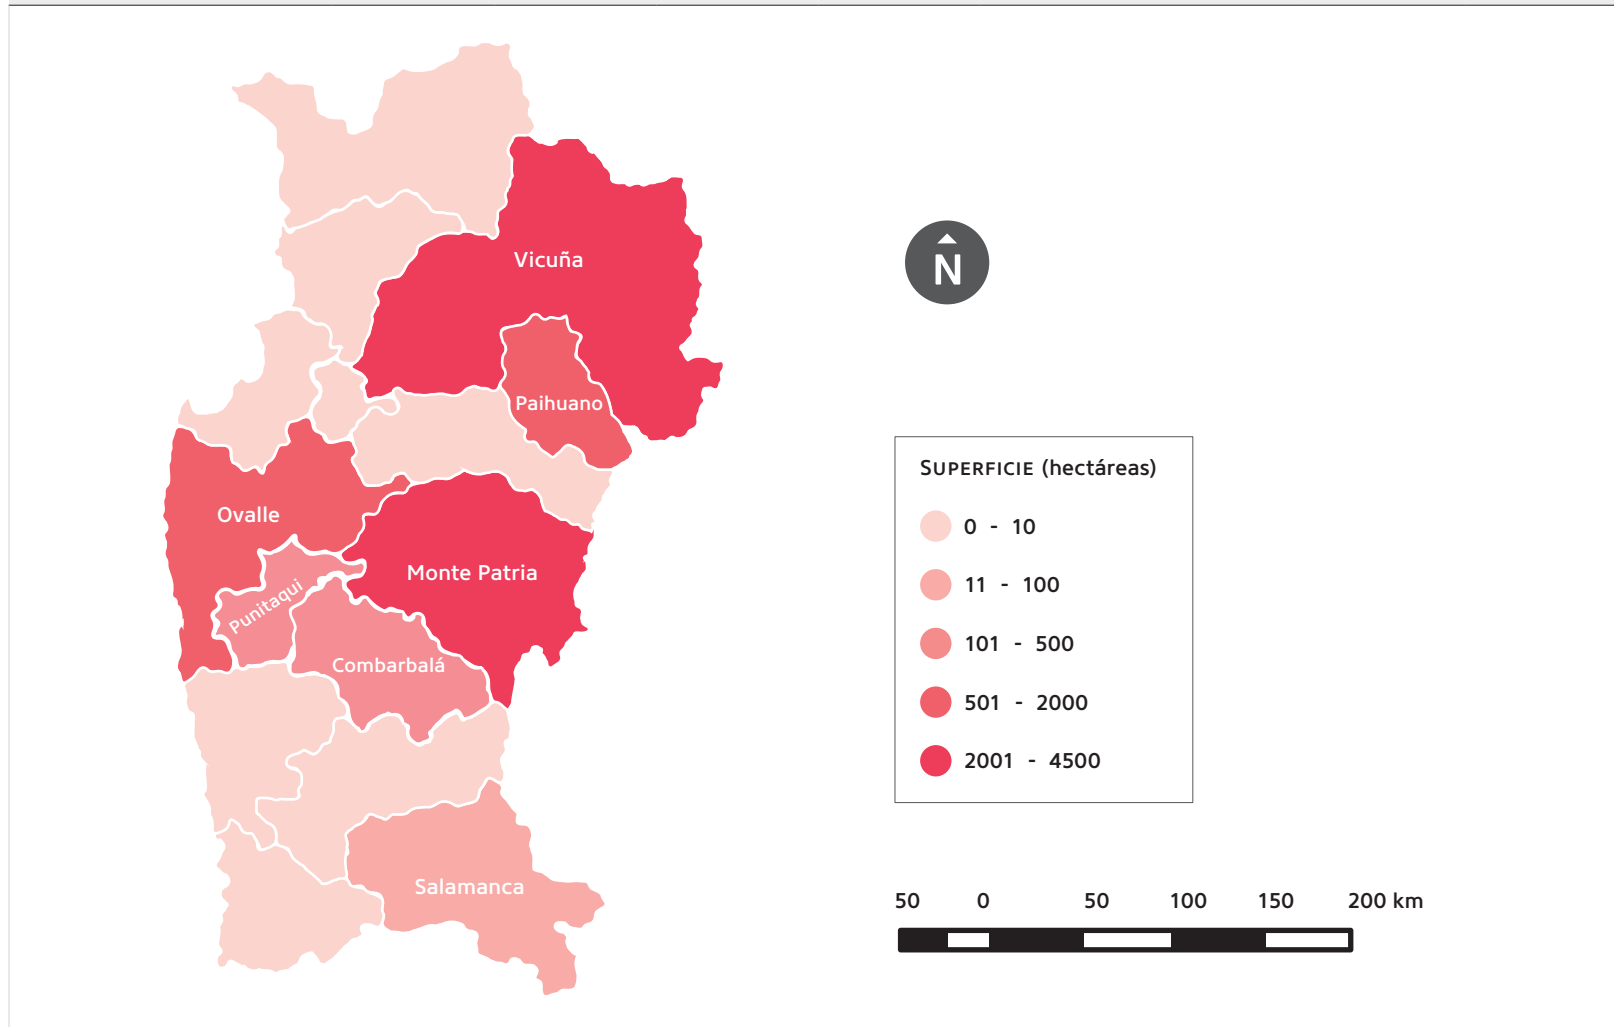 Vicuña
Paihuano
Ovalle
Monte Patria
Punitaqui
Combarbalá
Salamanca
N
SUPERFICIE (hectáreas)
0 - 10
11 - 100
101 - 500
501 - 2000
2001 - 4500
50 0 50 100 150 200 km